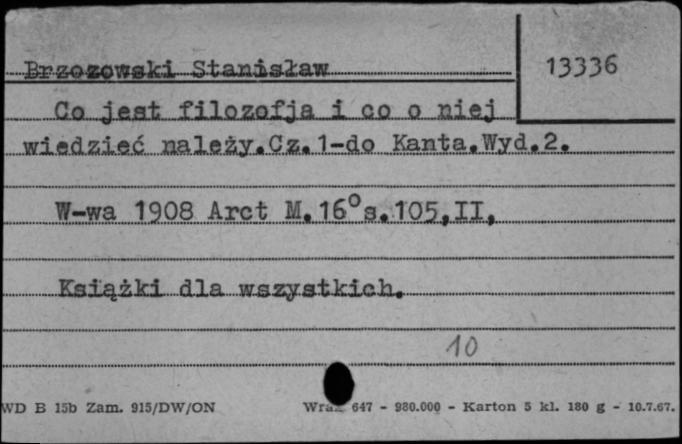 Brzozowski Stanisław
13336
Co jest filozofja i co o niej
wiedzieć należy.Cz.1-do Kanta.Wyd.2.
W-wa 1908 Arct M.16°s.105,II,
Książki dla wszystkich.
10
WD B 15b Zam. 915/DW/ON
647 - 980.000 - Karton 5 kl. 180 g - 10.7.67.